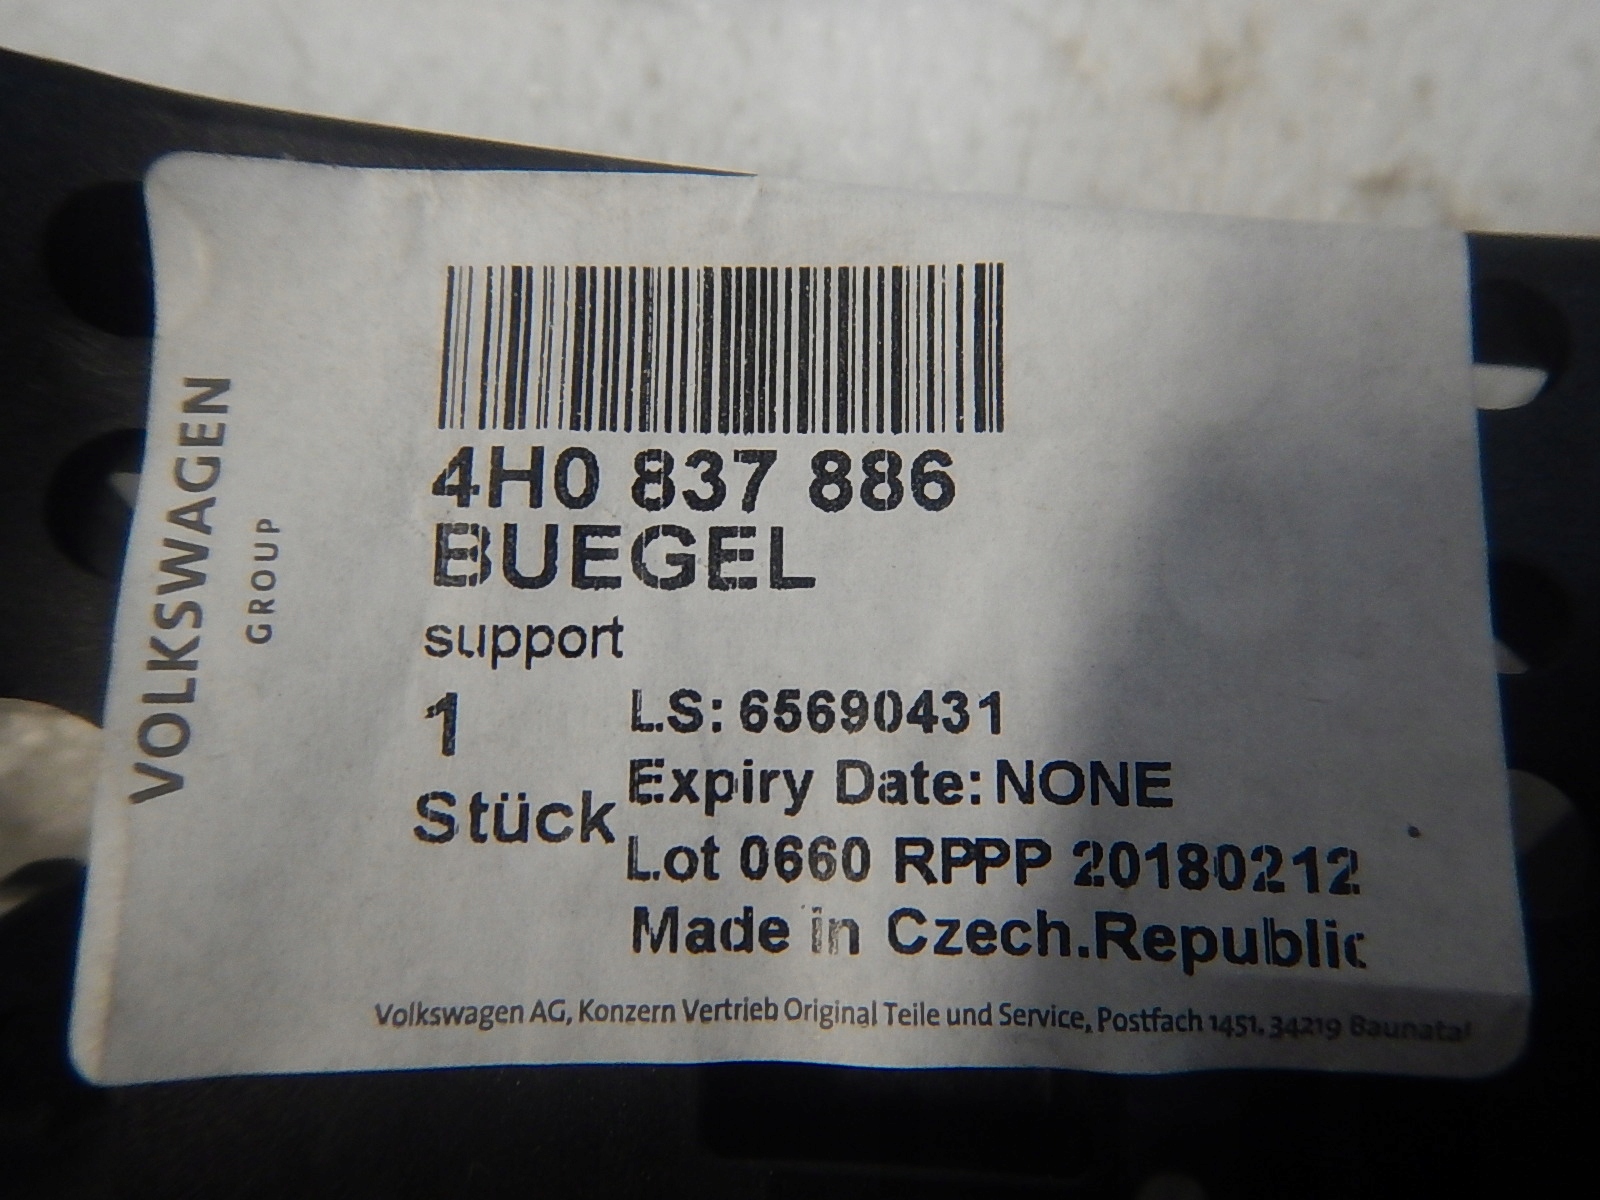 VOLKSWAGEN
GROUP
4H0 837 886
BUEGEL
support
1
Stück
LS: 65690431
Expiry Date: NONE
Lot 0660 RPPP 20180212
Made in Czech.Republic
Volkswagen AG, Konzern Vertrieb Original Teile und Service, Postfach 1451, 34219 Baunatal